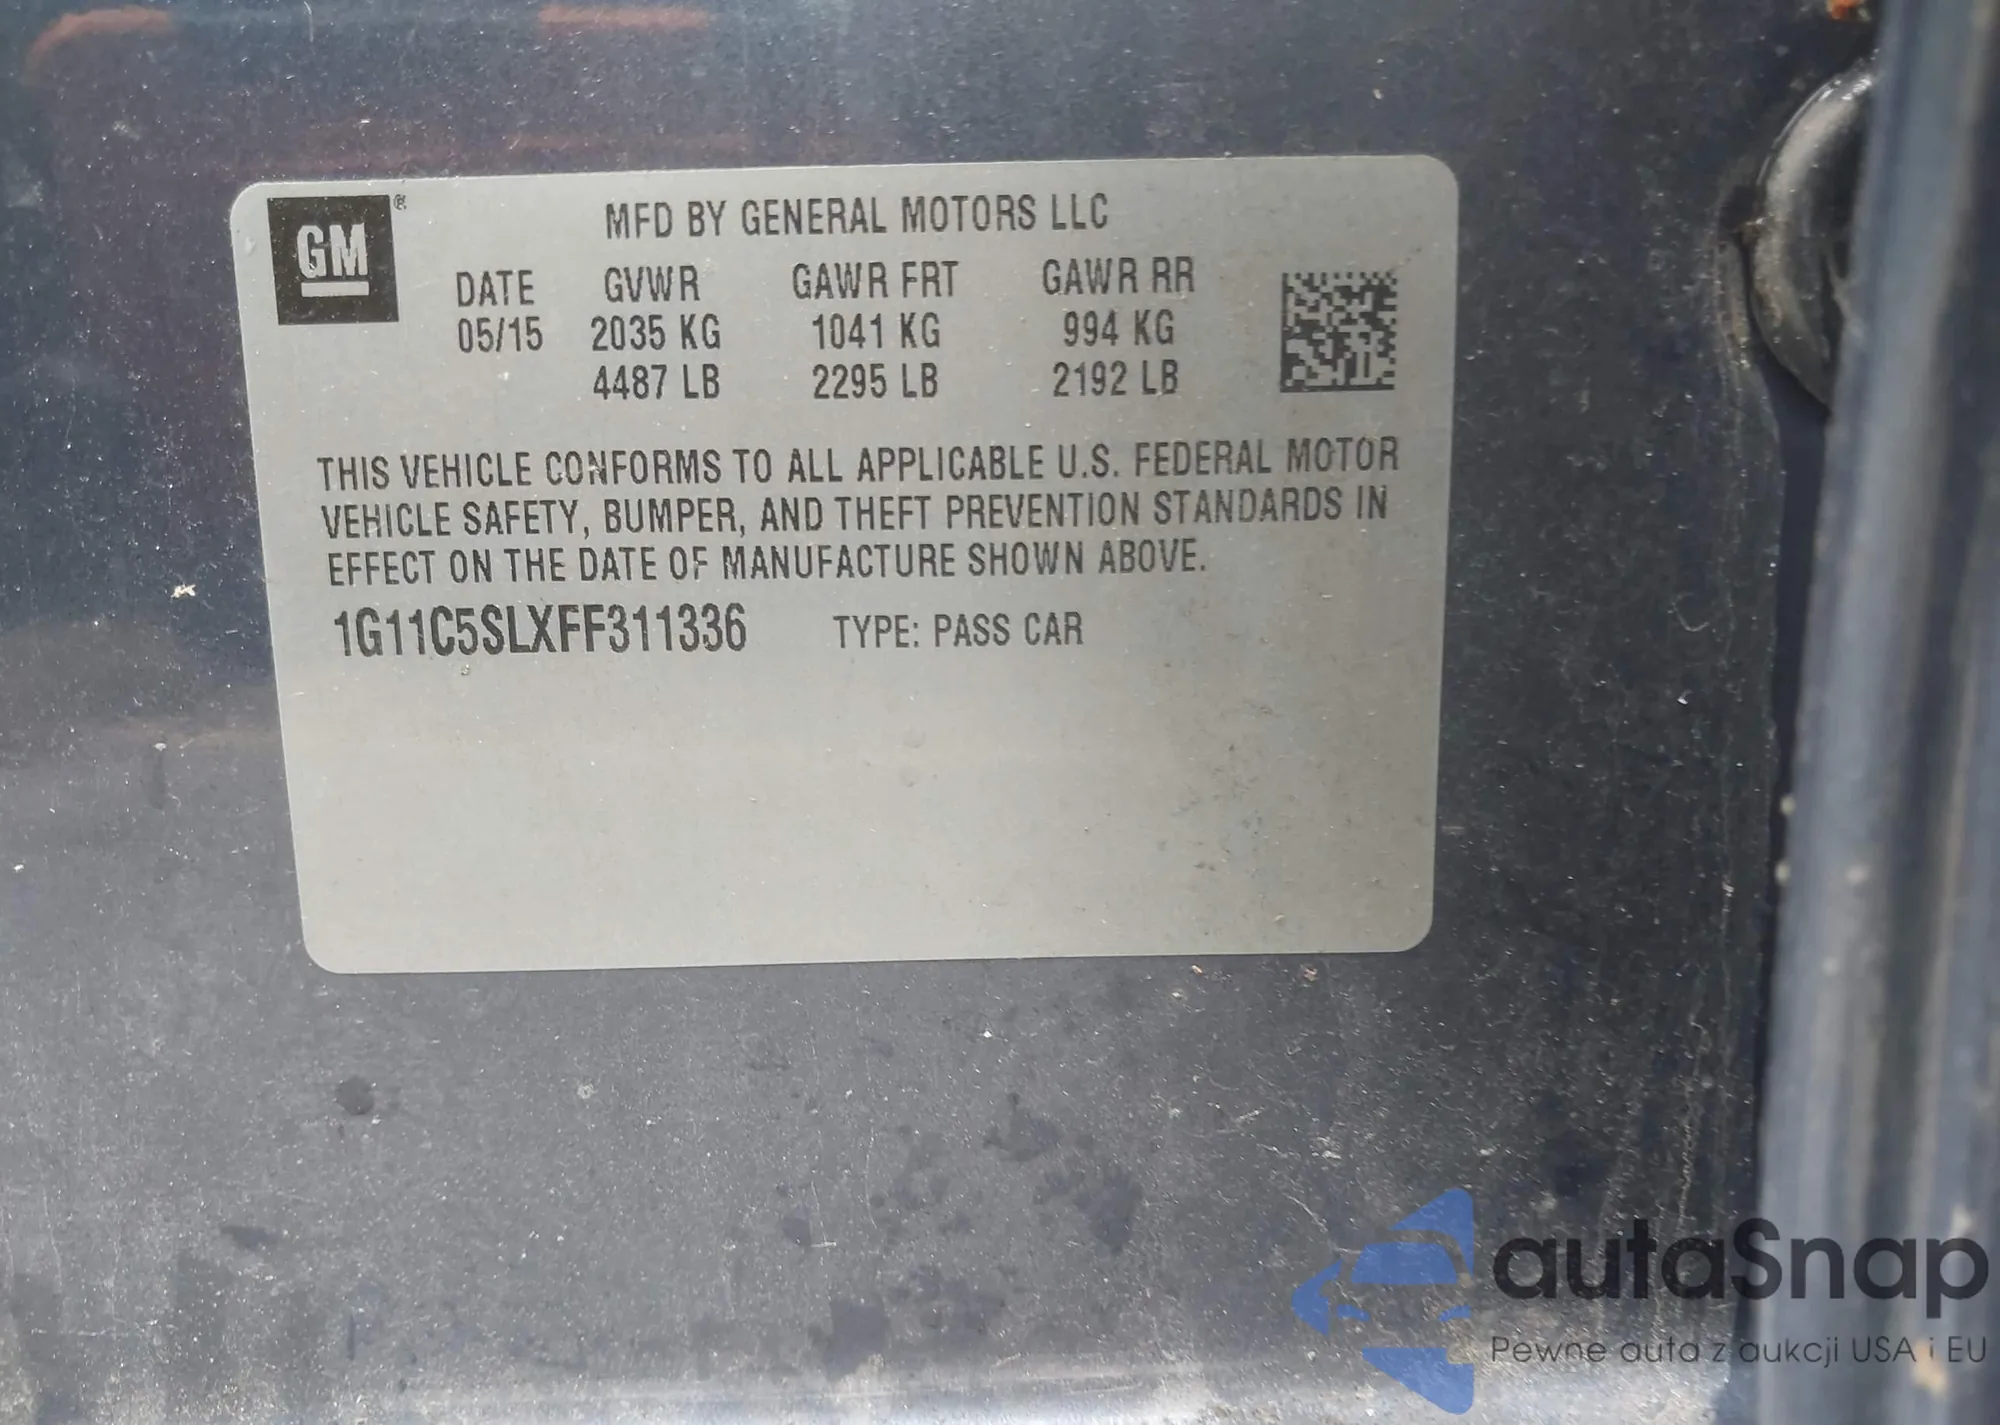 GM®
MFD BY GENERAL MOTORS LLC
DATE GVWR GAWR FRT GAWR RR
05/15 2035 KG 1041 KG 994 KG
4487 LB 2295 LB 2192 LB
THIS VEHICLE CONFORMS TO ALL APPLICABLE U.S. FEDERAL MOTOR
VEHICLE SAFETY, BUMPER, AND THEFT PREVENTION STANDARDS IN
EFFECT ON THE DATE OF MANUFACTURE SHOWN ABOVE.
1G11C5SLXFF311336 TYPE: PASS CAR
autaSnap
Pewne auta z aukcji USA i EU